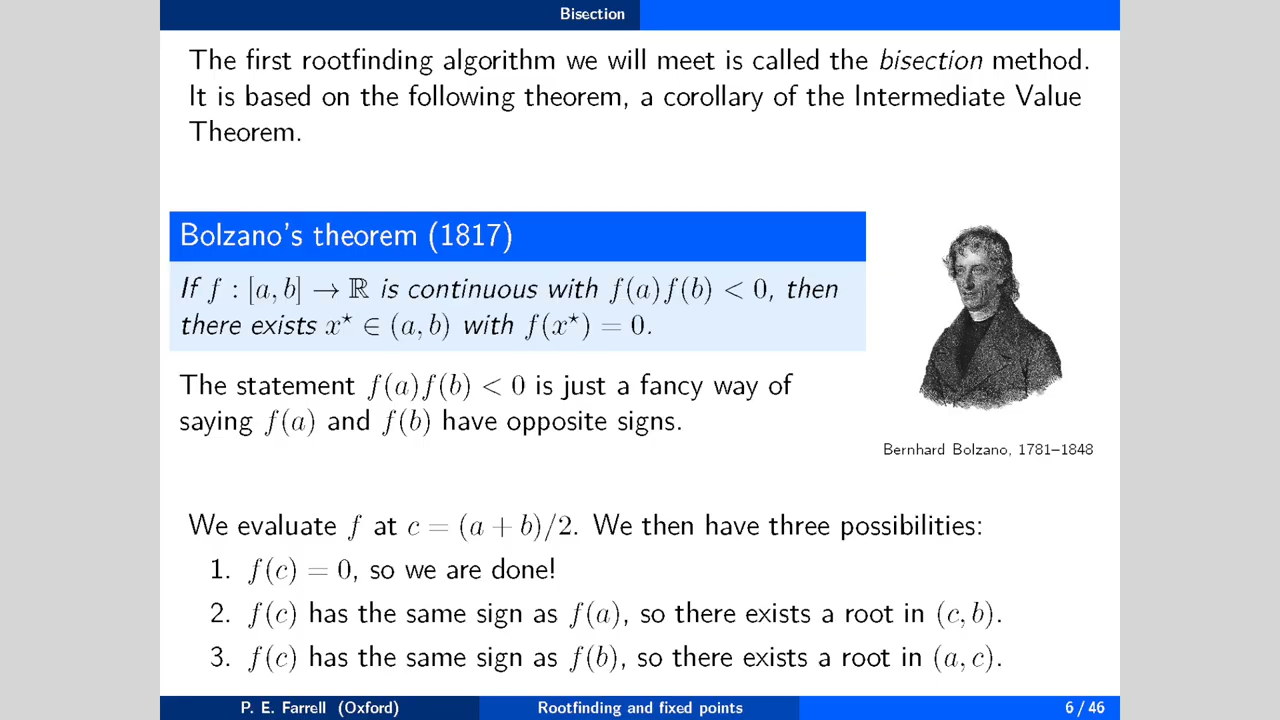 Bisection
The first rootfinding algorithm we will meet is called the bisection method.
It is based on the following theorem, a corollary of the Intermediate Value
Theorem.
Bolzano's theorem (1817)
If f : [a, b] → ℝ is continuous with f(a)f(b) < 0, then
there exists x⋆ ∈ (a, b) with f(x⋆) = 0.
The statement f(a)f(b) < 0 is just a fancy way of
saying f(a) and f(b) have opposite signs.
Bernhard Bolzano, 1781–1848
We evaluate f at c = (a + b)/2. We then have three possibilities:
1. f(c) = 0, so we are done!
2. f(c) has the same sign as f(a), so there exists a root in (c, b).
3. f(c) has the same sign as f(b), so there exists a root in (a, c).
P. E. Farrell (Oxford) Rootfinding and fixed points 6 / 46